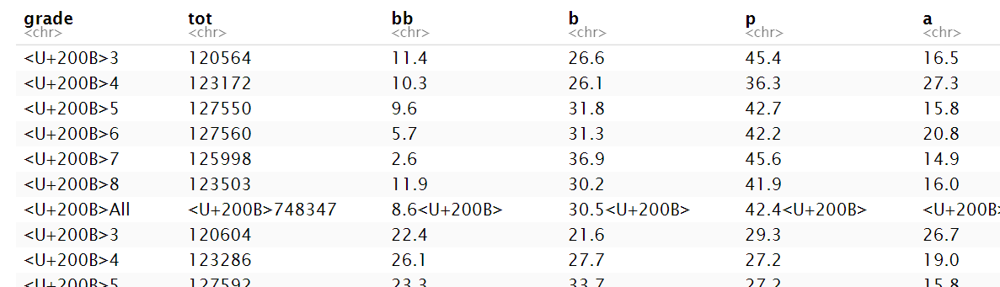 grade tot bb b p a
<chr> <chr> <chr> <chr> <chr> <chr>
<U+200B>3 120564 11.4 26.6 45.4 16.5
<U+200B>4 123172 10.3 26.1 36.3 27.3
<U+200B>5 127550 9.6 31.8 42.7 15.8
<U+200B>6 127560 5.7 31.3 42.2 20.8
<U+200B>7 125998 2.6 36.9 45.6 14.9
<U+200B>8 123503 11.9 30.2 41.9 16.0
<U+200B>All <U+200B>748347 8.6<U+200B> 30.5<U+200B> 42.4<U+200B> <U+200B>
<U+200B>3 120604 22.4 21.6 29.3 26.7
<U+200B>4 123286 26.1 27.7 27.2 19.0
<U+200B>5 127592 23.3 33.7 27.2 15.8